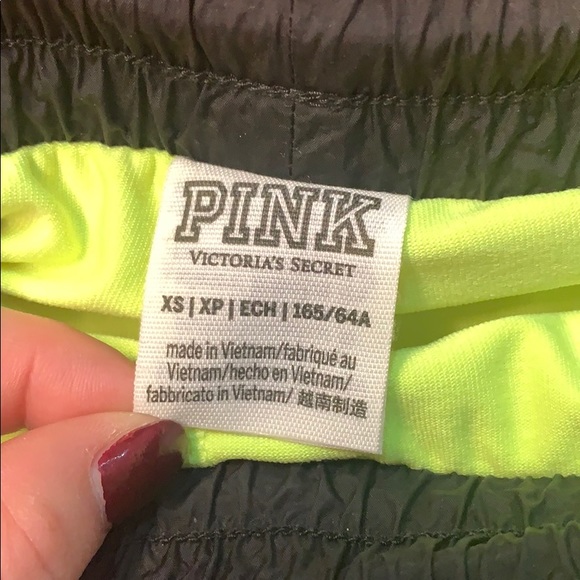 PINK
VICTORIA'S SECRET
XS | XP | ECH | 165/64A
made in Vietnam/fabriqué au
Vietnam/hecho en Vietnam/
fabbricato in Vietnam/ 越南制造